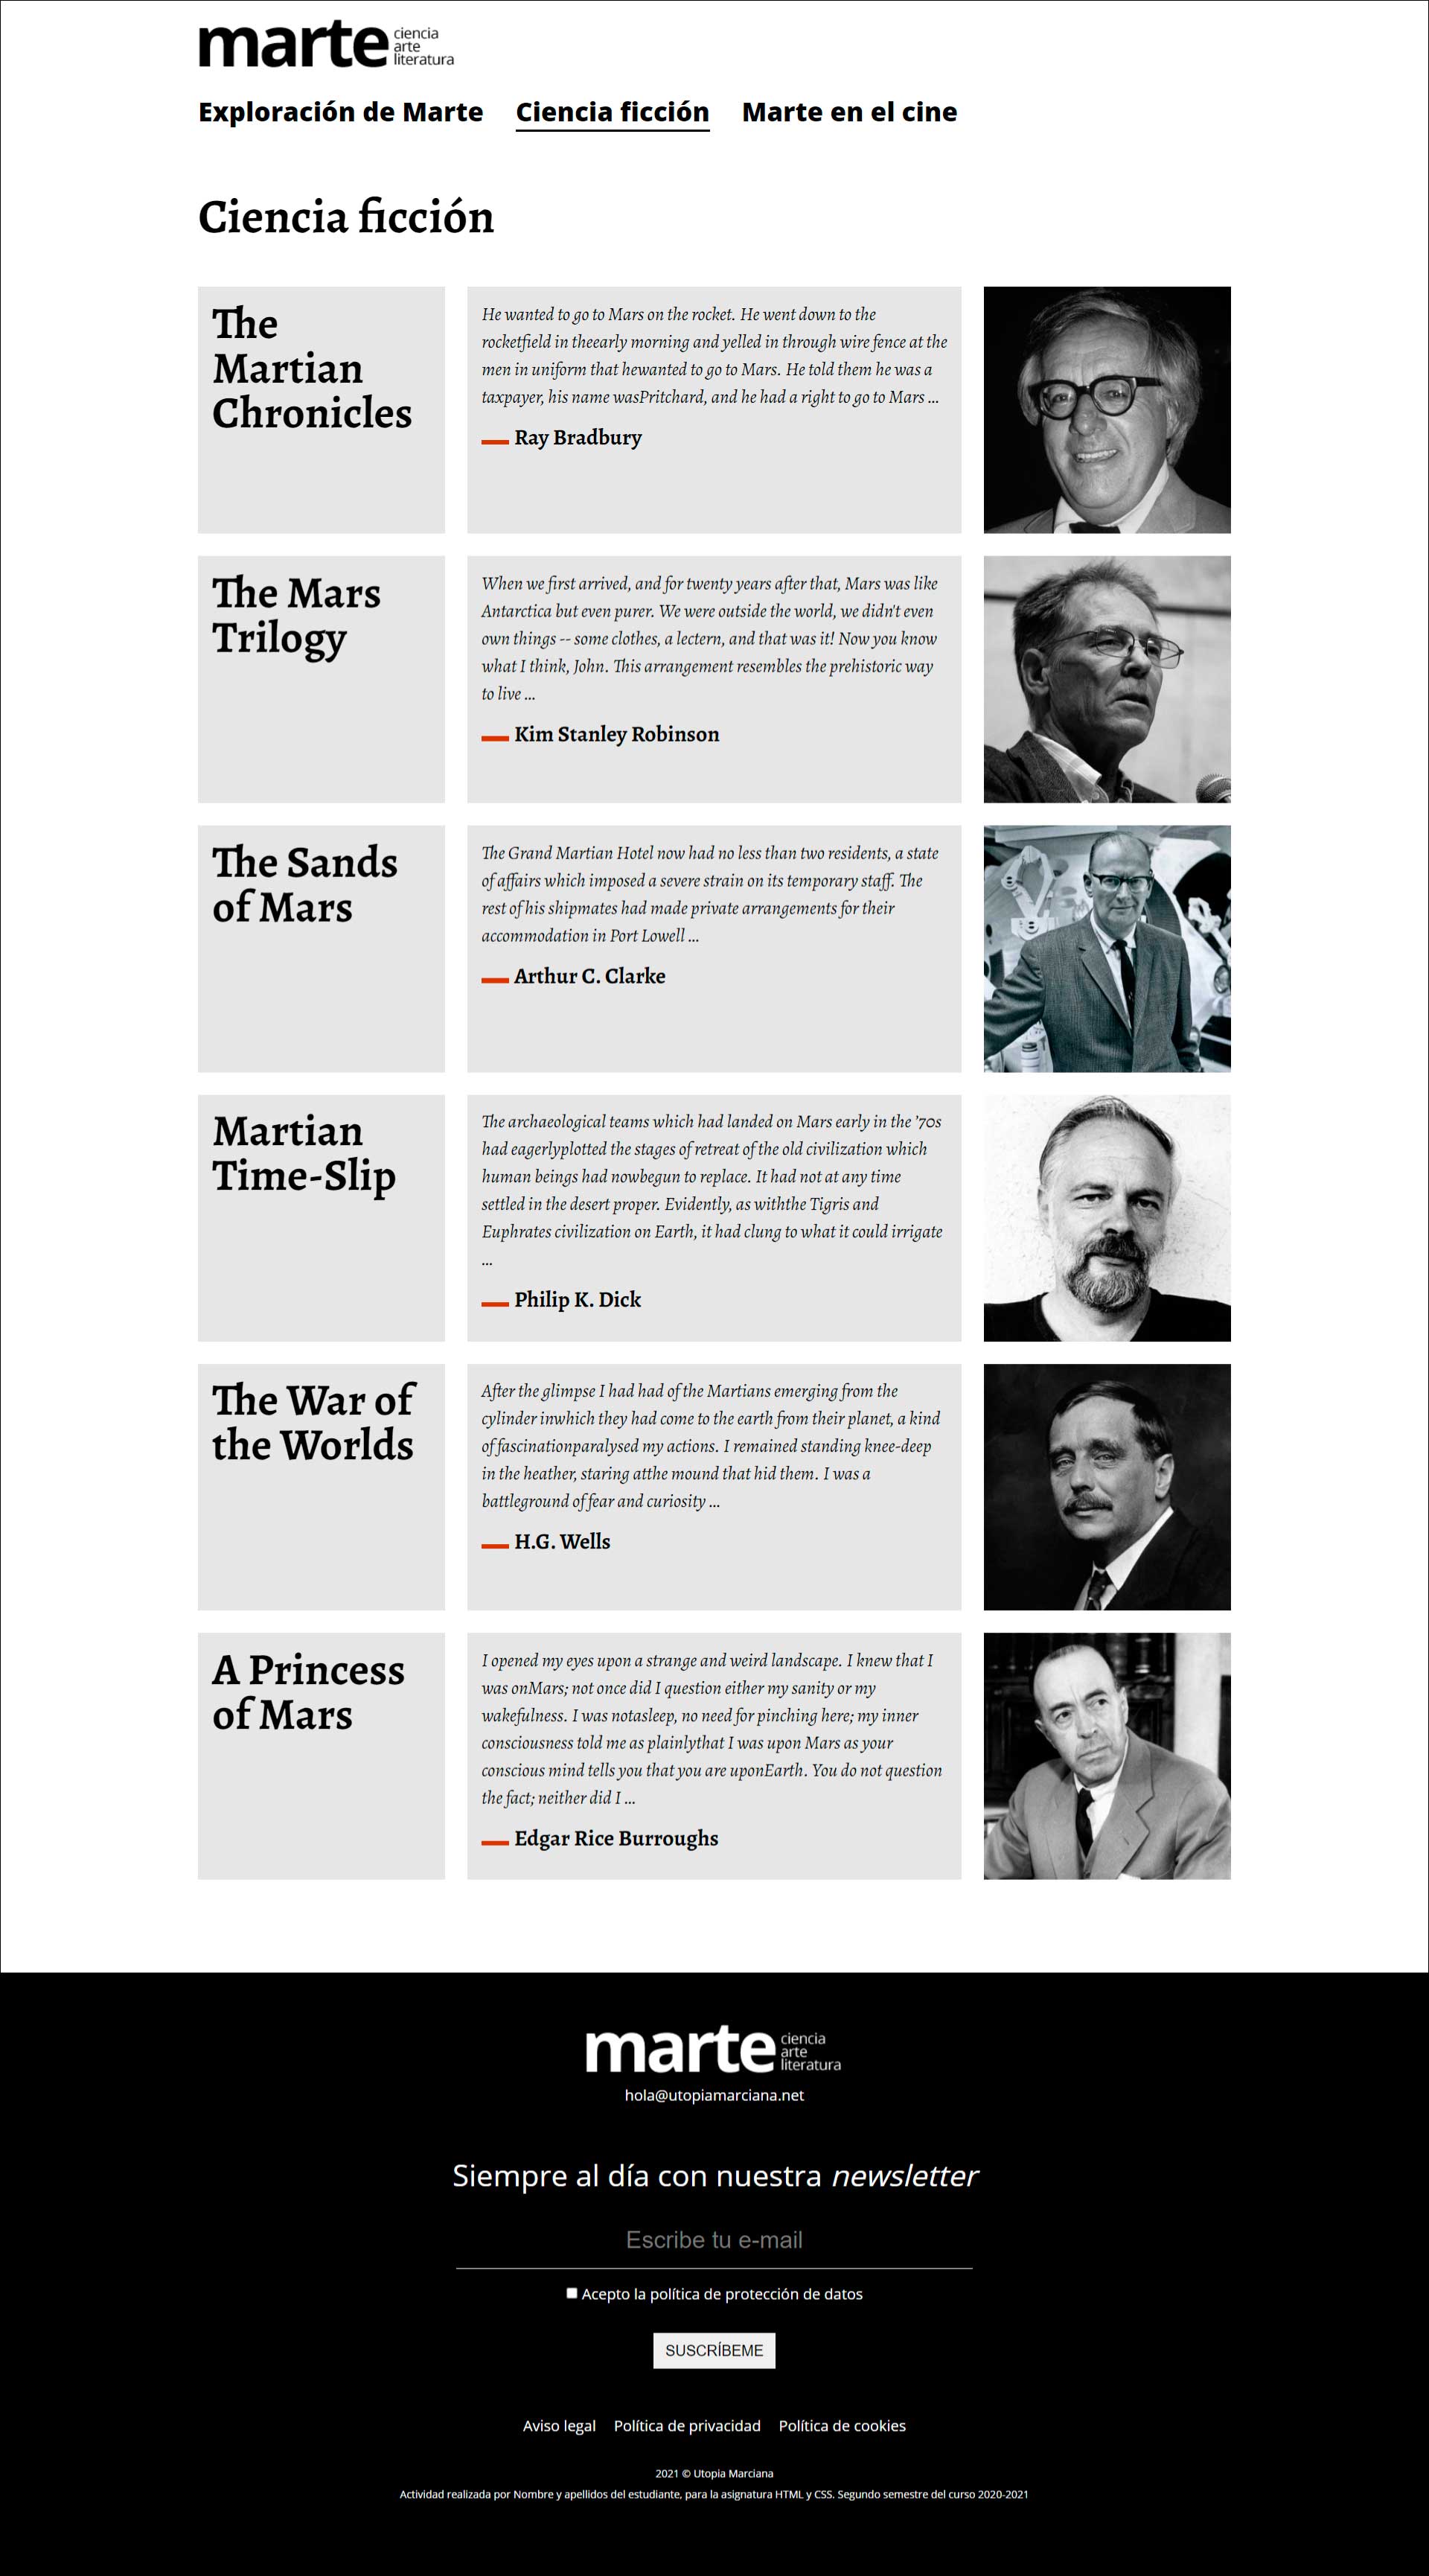 marte ciencia
arte
literatura
Exploración de Marte Ciencia ficción Marte en el cine
Ciencia ficción
The
Martian
Chronicles
He wanted to go to Mars on the rocket. He went down to the
rocketfield in theearly morning and yelled in through wire fence at the
men in uniform that hewanted to go to Mars. He told them he was a
taxpayer, his name wasPritchard, and he had a right to go to Mars ...
Ray Bradbury
The Mars
Trilogy
When we first arrived, and for twenty years after that, Mars was like
Antarctica but even purer. We were outside the world, we didn't even
own things -- some clothes, a lectern, and that was it! Now you know
what I think, John. This arrangement resembles the prehistoric way
to live ...
Kim Stanley Robinson
The Sands
of Mars
The Grand Martian Hotel now had no less than two residents, a state
of affairs which imposed a severe strain on its temporary staff. The
rest of his shipmates had made private arrangements for their
accommodation in Port Lowell ...
Arthur C. Clarke
Martian
Time-Slip
The archaeological teams which had landed on Mars early in the ’70s
had eagerlyplotted the stages of retreat of the old civilization which
human beings had nowbegun to replace. It had not at any time
settled in the desert proper. Evidently, as withthe Tigris and
Euphrates civilization on Earth, it had clung to what it could irrigate
...
Philip K. Dick
The War of
the Worlds
After the glimpse I had had of the Martians emerging from the
cylinder inwhich they had come to the earth from their planet, a kind
of fascinationparalysed my actions. I remained standing knee-deep
in the heather, staring atthe mound that hid them. I was a
battleground of fear and curiosity ...
H.G. Wells
A Princess
of Mars
I opened my eyes upon a strange and weird landscape. I knew that I
was onMars; not once did I question either my sanity or my
wakefulness. I was notasleep, no need for pinching here; my inner
consciousness told me as plainlythat I was upon Mars as your
conscious mind tells you that you are uponEarth. You do not question
the fact; neither did I ...
Edgar Rice Burroughs
marte ciencia
arte
literatura
hola@utopiamarciana.net
Siempre al día con nuestra newsletter
Escribe tu e-mail
Acepto la política de protección de datos
SUSCRÍBEME
Aviso legal Política de privacidad Política de cookies
2021 © Utopia Marciana
Actividad realizada por Nombre y apellidos del estudiante, para la asignatura HTML y CSS. Segundo semestre del curso 2020-2021